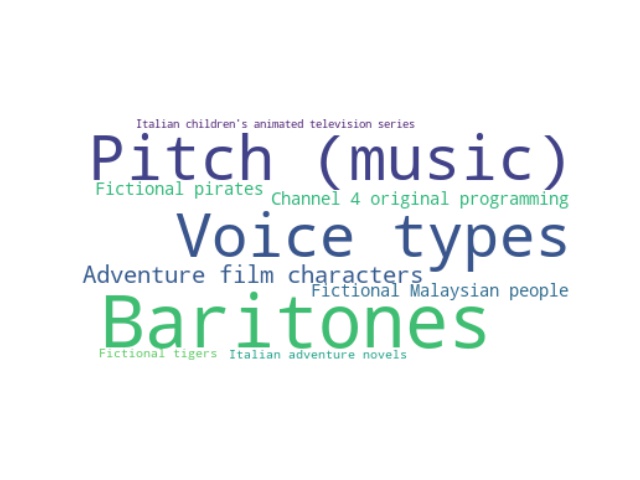 Italian children's animated television series
Pitch (music)
Fictional pirates
Channel 4 original programming
Voice types
Adventure film characters
Fictional Malaysian people
Baritones
Fictional tigers
Italian adventure novels